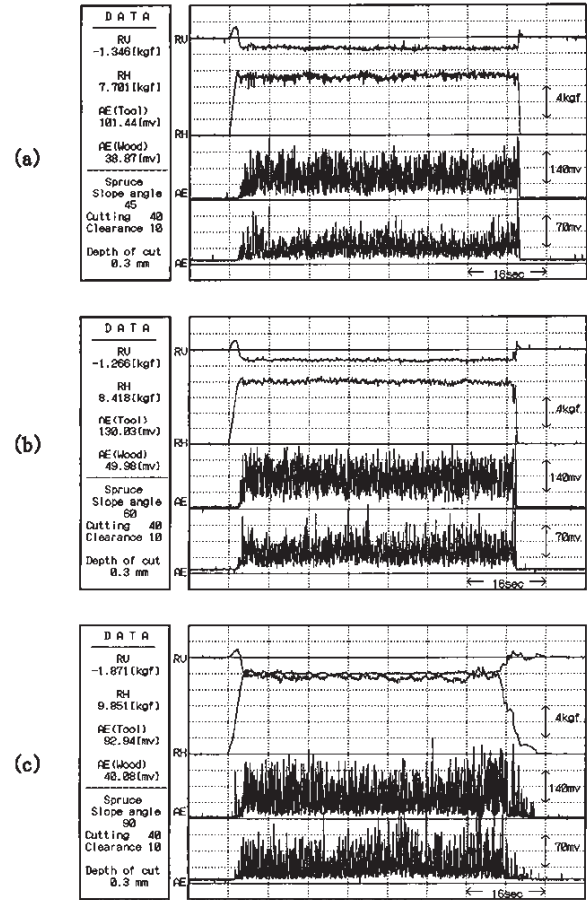 (a)
DATA
RV
-1.346[kgf]
RH
7.701[kgf]
AE(Tool)
101.44[mv]
AE(Wood)
38.87[mv]
Spruce
Slope angle
45
Cutting 40
Clearance 10
Depth of cut
0.3 mm
RV
RH
AE
AE
4kgf
140mv
70mv
16sec
(b)
DATA
RV
-1.266[kgf]
RH
8.418[kgf]
AE(Tool)
130.03[mv]
AE(Wood)
49.98[mv]
Spruce
Slope angle
60
Cutting 40
Clearance 10
Depth of cut
0.3 mm
RV
RH
AE
AE
4kgf
140mv
70mv
16sec
(c)
DATA
RV
-1.871[kgf]
RH
9.851[kgf]
AE(Tool)
92.94[mv]
AE(Wood)
40.08[mv]
Spruce
Slope angle
90
Cutting 40
Clearance 10
Depth of cut
0.3 mm
RV
RH
AE
AE
4kgf
140mv
70mv
16sec